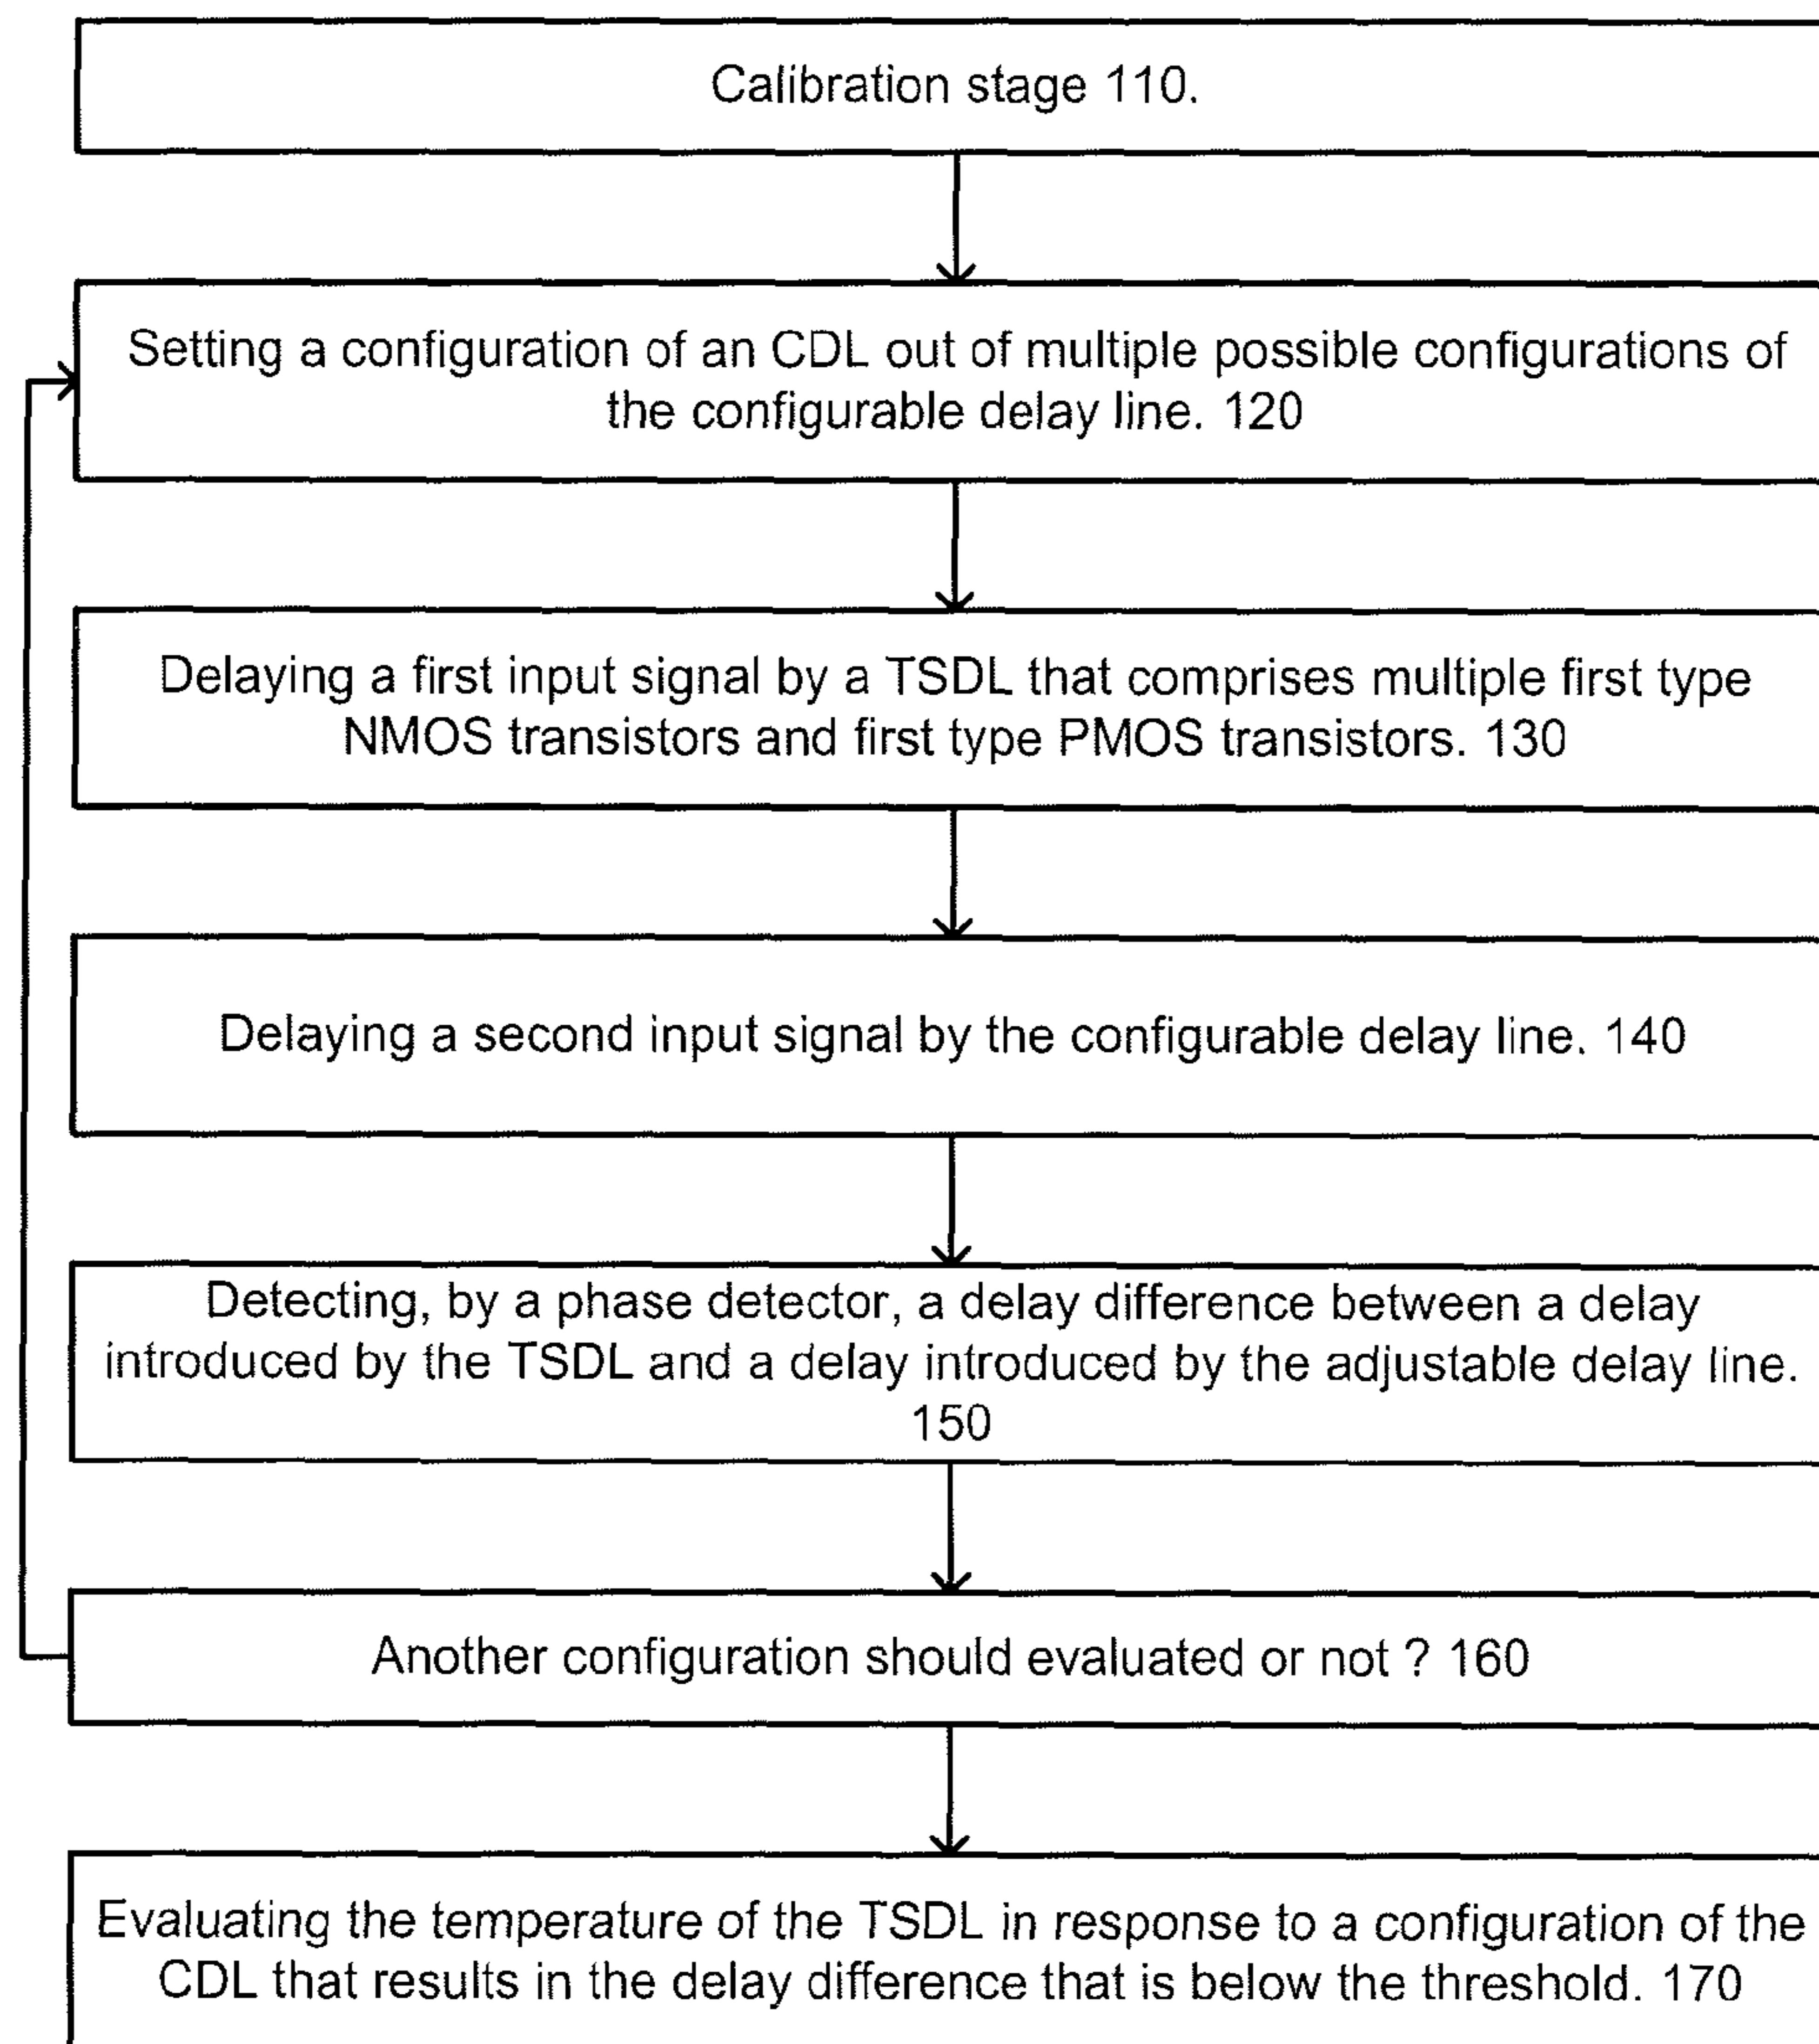 Calibration stage 110.
Setting a configuration of an CDL out of multiple possible configurations of
the configurable delay line. 120
Delaying a first input signal by a TSDL that comprises multiple first type
NMOS transistors and first type PMOS transistors. 130
Delaying a second input signal by the configurable delay line. 140
Detecting, by a phase detector, a delay difference between a delay
introduced by the TSDL and a delay introduced by the adjustable delay line.
150
Another configuration should evaluated or not ? 160
Evaluating the temperature of the TSDL in response to a configuration of the
CDL that results in the delay difference that is below the threshold. 170